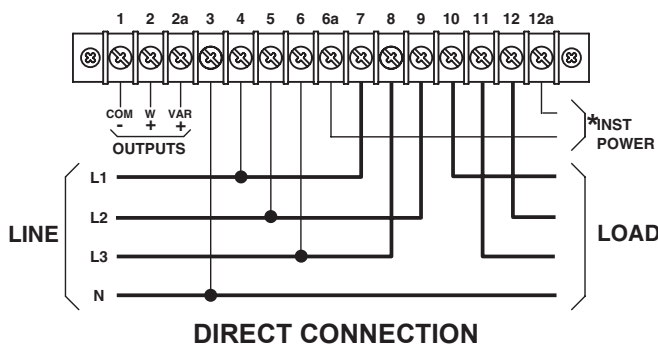 1 2 2a 3 4 5 6 6a 7 8 9 10 11 12 12a
COM W VAR
- + +
OUTPUTS
*INST
POWER
L1
L2
LINE
LOAD
L3
N
DIRECT CONNECTION